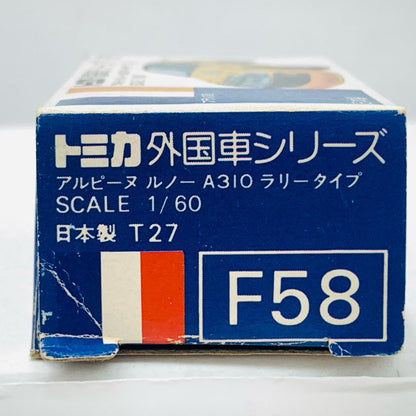 トミカ 外国車シリーズ
アルピーヌ ルノー A310 ラリータイプ
SCALE 1/60
日本製 T27
F58